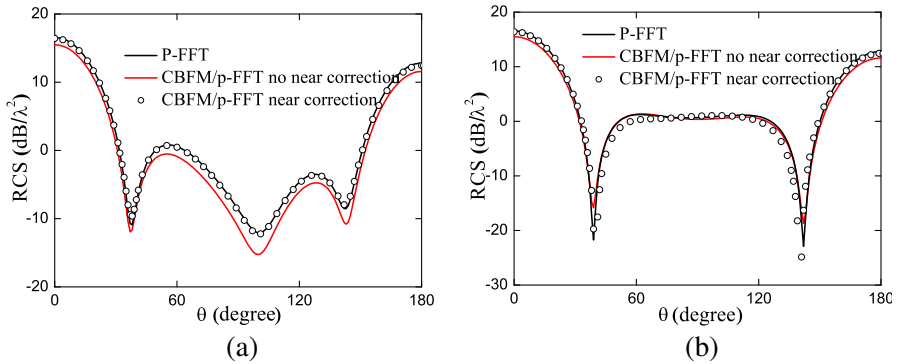 20
10
0
-10
-20
RCS (dB/λ²)
P-FFT
CBFM/p-FFT no near correction
CBFM/p-FFT near correction
0
60
120
180
θ (degree)
(a)
20
10
0
-10
-20
-30
RCS (dB/λ²)
P-FFT
CBFM/p-FFT no near correction
CBFM/p-FFT near correction
0
60
120
180
θ (degree)
(b)